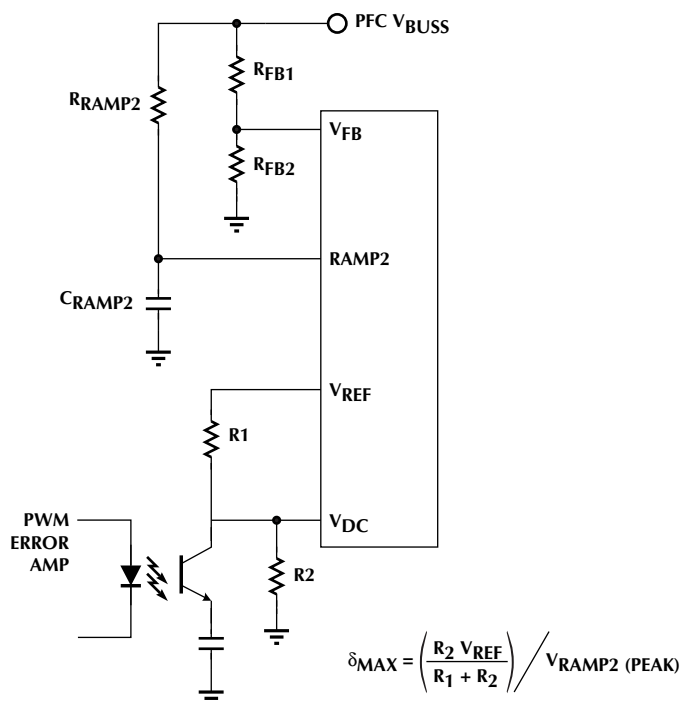 PFC VBUSS
RFB1
RRAMP2
VFB
RFB2
RAMP2
CRAMP2
VREF
R1
PWM
ERROR
AMP
VDC
R2
δMAX = (R2 VREF / R1 + R2) / VRAMP2 (PEAK)